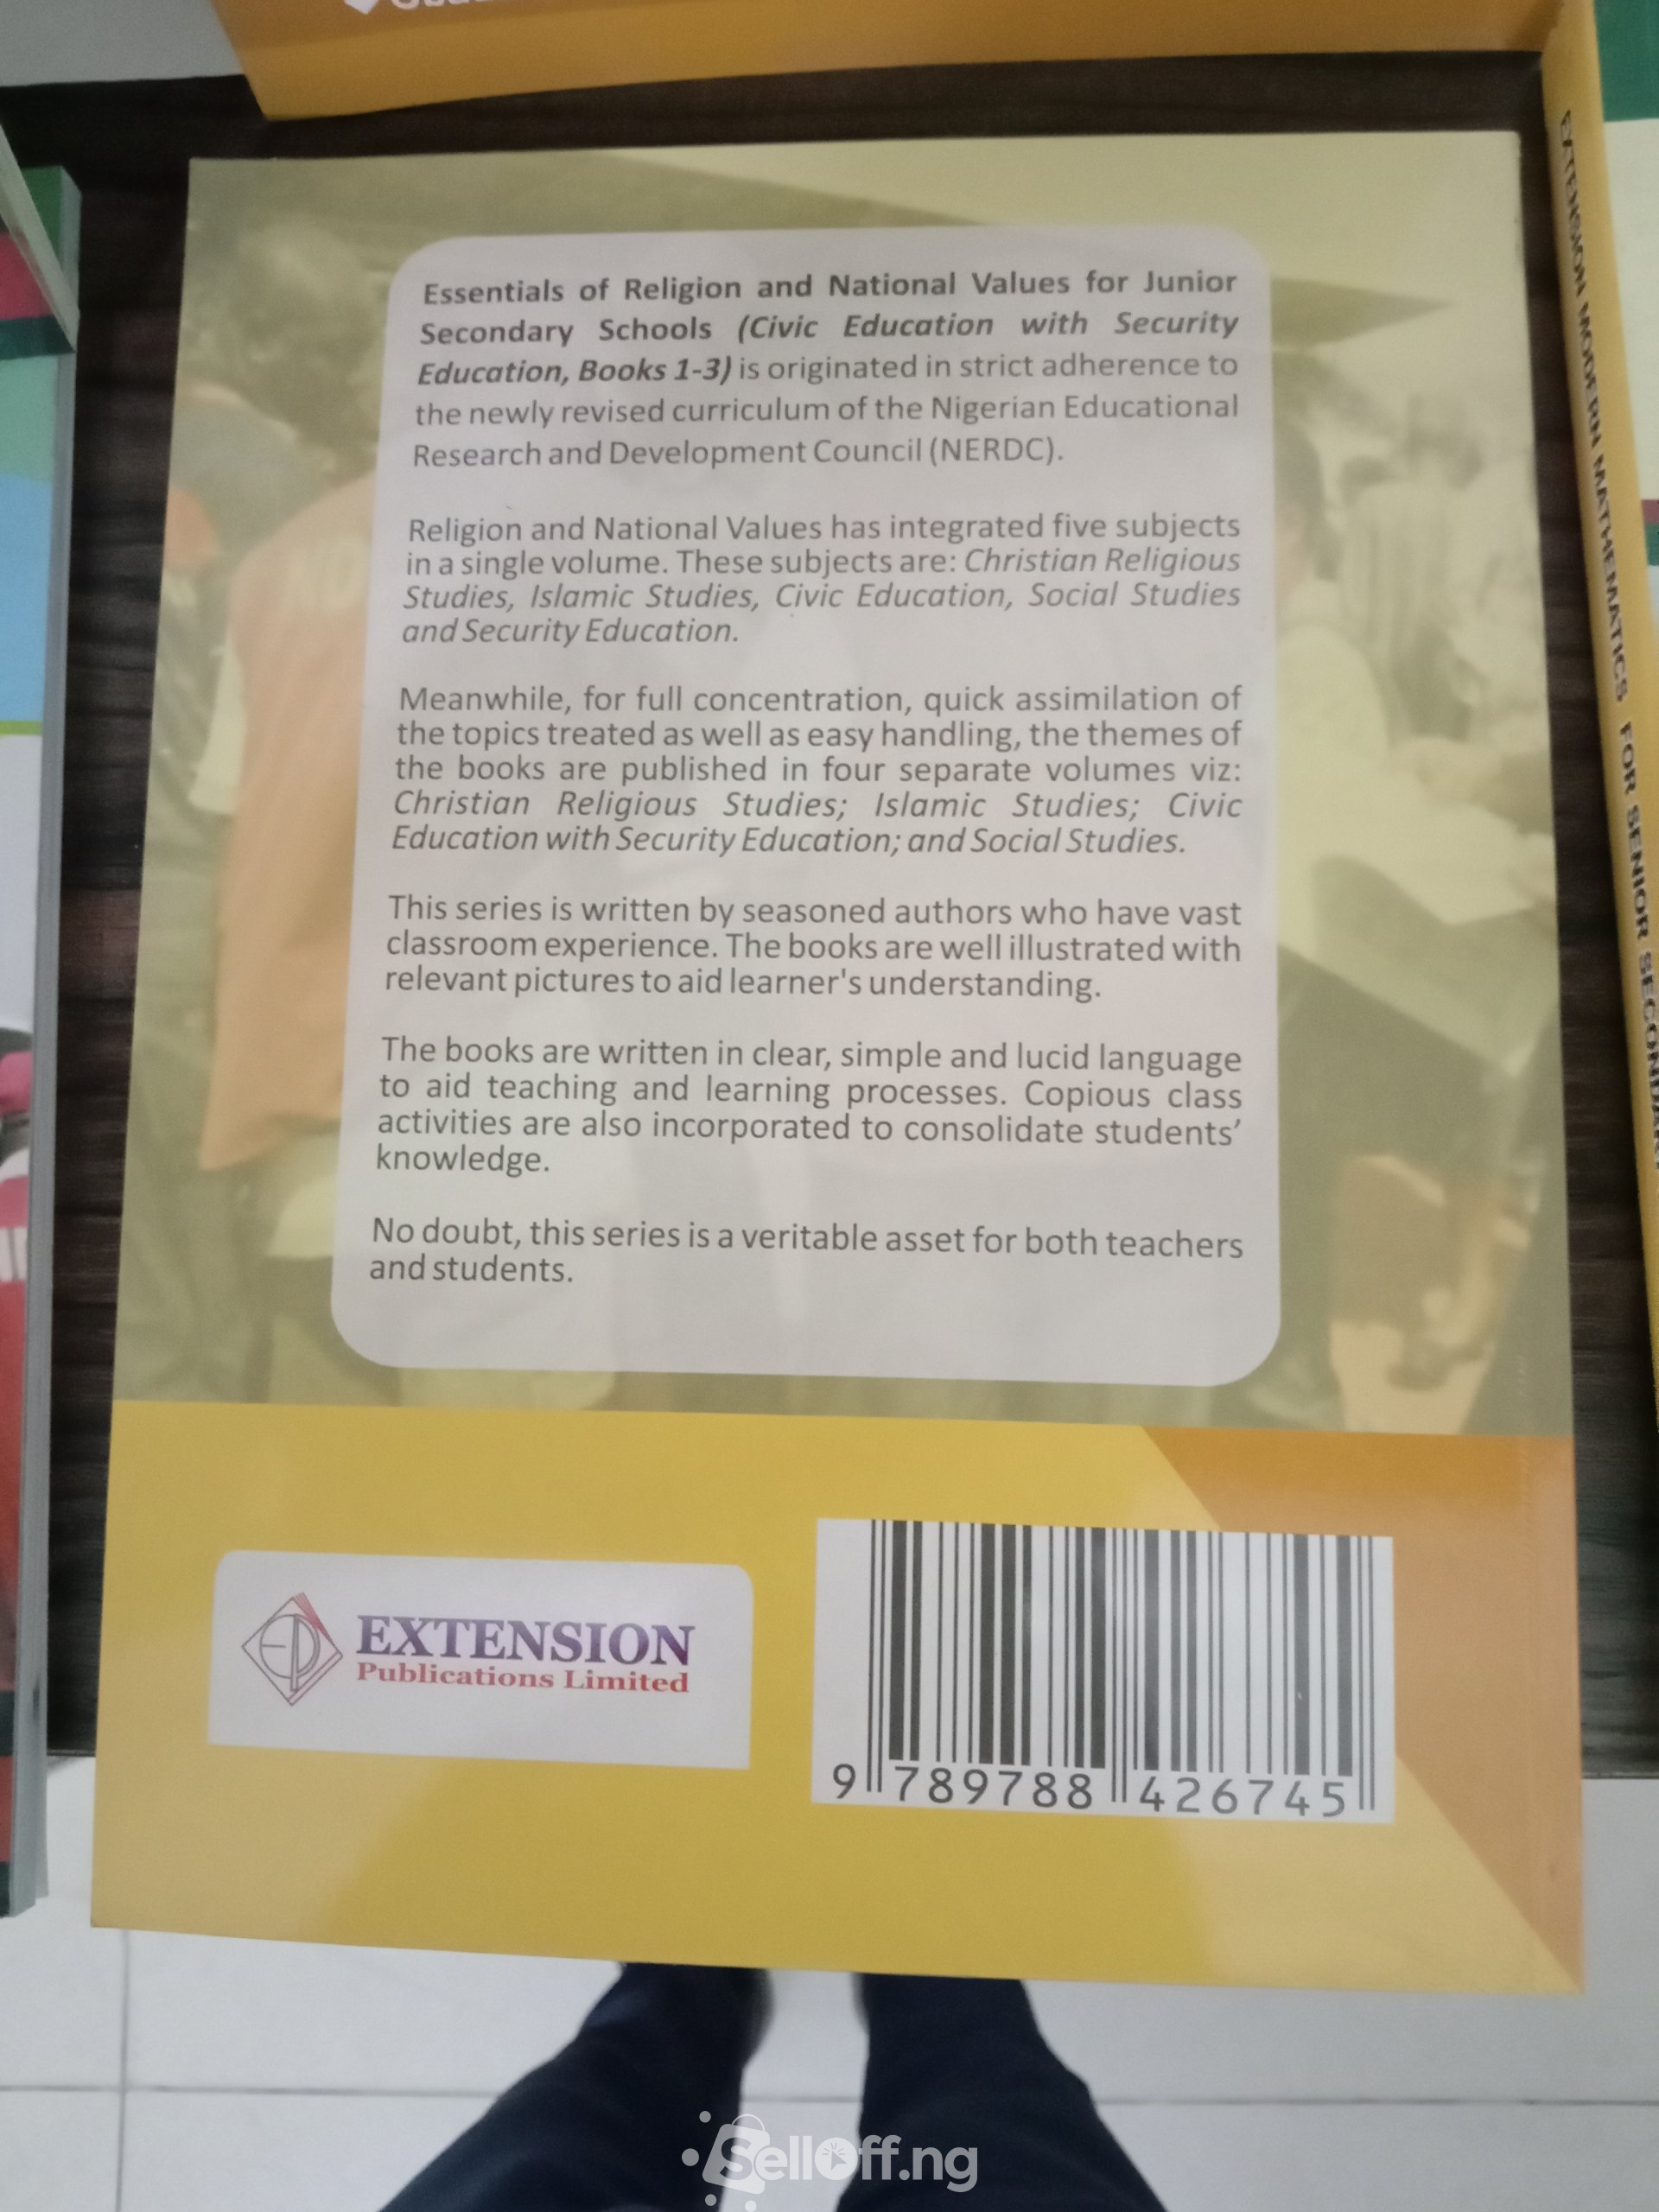 Essentials of Religion and National Values for Junior
Secondary Schools (Civic Education with Security
Education, Books 1-3) is originated in strict adherence to
the newly revised curriculum of the Nigerian Educational
Research and Development Council (NERDC).
Religion and National Values has integrated five subjects
in a single volume. These subjects are: Christian Religious
Studies, Islamic Studies, Civic Education, Social Studies
and Security Education.
Meanwhile, for full concentration, quick assimilation of
the topics treated as well as easy handling, the themes of
the books are published in four separate volumes viz:
Christian Religious Studies; Islamic Studies; Civic
Education with Security Education; and Social Studies.
This series is written by seasoned authors who have vast
classroom experience. The books are well illustrated with
relevant pictures to aid learner's understanding.
The books are written in clear, simple and lucid language
to aid teaching and learning processes. Copious class
activities are also incorporated to consolidate students’
knowledge.
No doubt, this series is a veritable asset for both teachers
and students.
EXTENSION
Publications Limited
9 789788 426745
EXTENSION MODERN MATHEMATICS FOR SENIOR SECONDARY
SellOff.ng